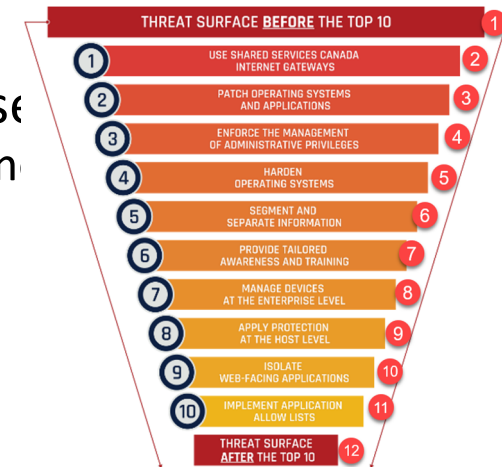 THREAT SURFACE BEFORE THE TOP 10 1
1 USE SHARED SERVICES CANADA 2
INTERNET GATEWAYS
2 PATCH OPERATING SYSTEMS 3
AND APPLICATIONS
3 ENFORCE THE MANAGEMENT 4
OF ADMINISTRATIVE PRIVILEGES
4 HARDEN 5
OPERATING SYSTEMS
5 SEGMENT AND 6
SEPARATE INFORMATION
6 PROVIDE TAILORED 7
AWARENESS AND TRAINING
7 MANAGE DEVICES 8
AT THE ENTERPRISE LEVEL
8 APPLY PROTECTION 9
AT THE HOST LEVEL
9 ISOLATE 10
WEB-FACING APPLICATIONS
10 IMPLEMENT APPLICATION 11
ALLOW LISTS
THREAT SURFACE 12
AFTER THE TOP 10